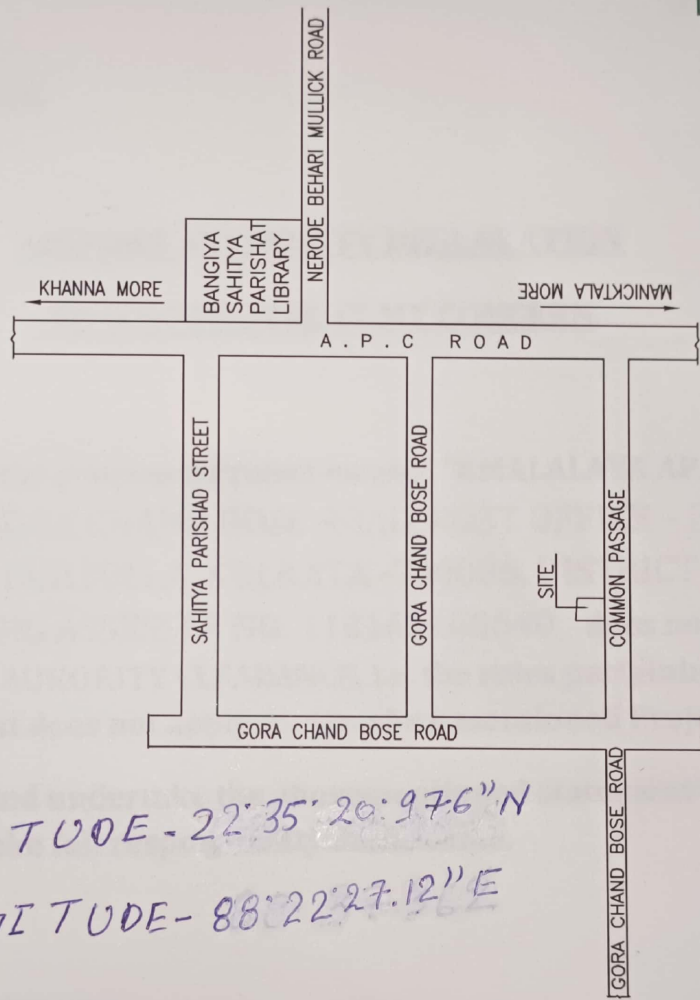 NERODE BEHARI MULLICK ROAD
BANGIYA
SAHITYA
PARISHAT
LIBRARY
KHANNA MORE
MANICKTALA MORE
A.P.C ROAD
SAHITYA PARISHAD STREET
GORA CHAND BOSE ROAD
SITE
COMMON PASSAGE
GORA CHAND BOSE ROAD
GORA CHAND BOSE ROAD
TUDE - 22°35'20.976"N
GI TUDE - 88°22'27.12"E